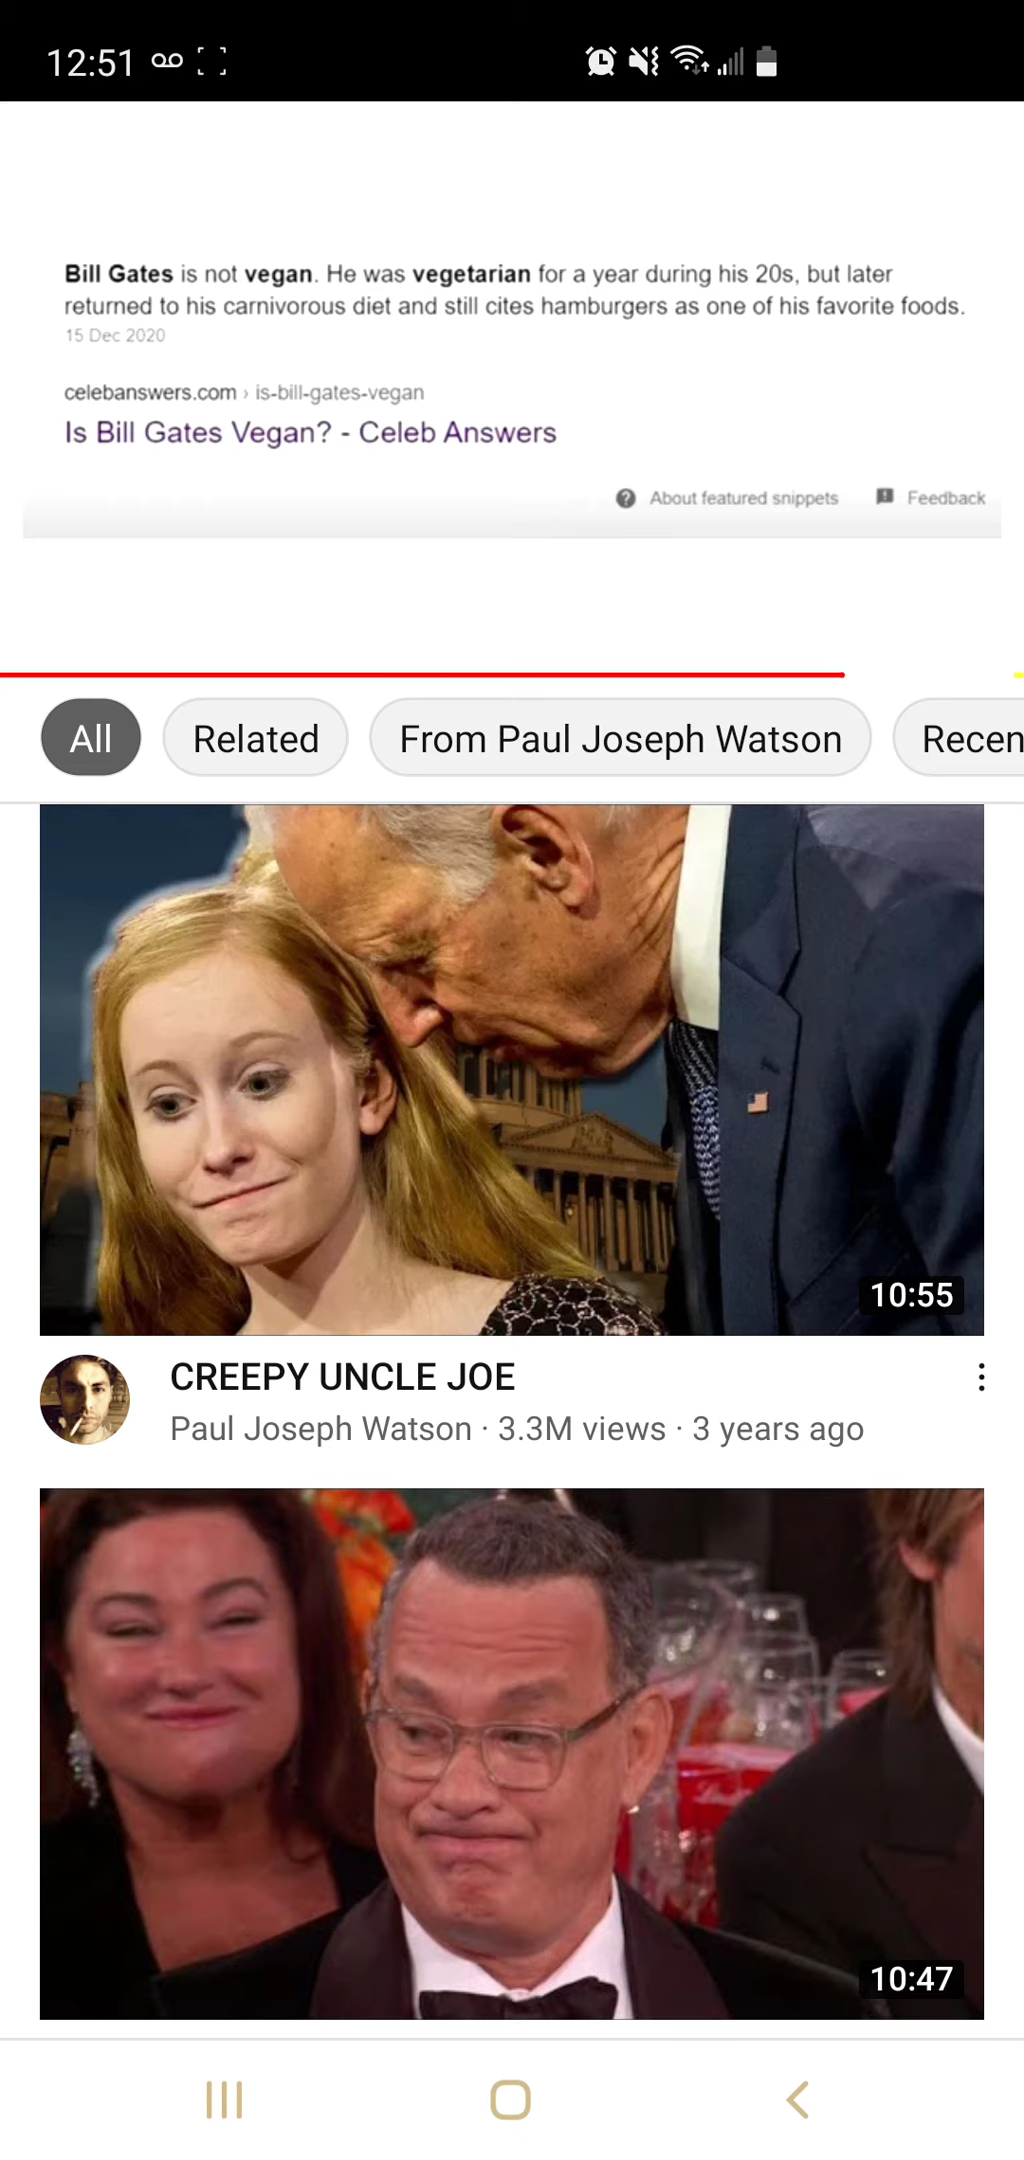 12:51
Bill Gates is not vegan. He was vegetarian for a year during his 20s, but later
returned to his carnivorous diet and still cites hamburgers as one of his favorite foods.
15 Dec 2020
celebanswers.com › is-bill-gates-vegan
Is Bill Gates Vegan? - Celeb Answers
About featured snippets Feedback
All Related From Paul Joseph Watson Recen
10:55
CREEPY UNCLE JOE
Paul Joseph Watson · 3.3M views · 3 years ago
10:47